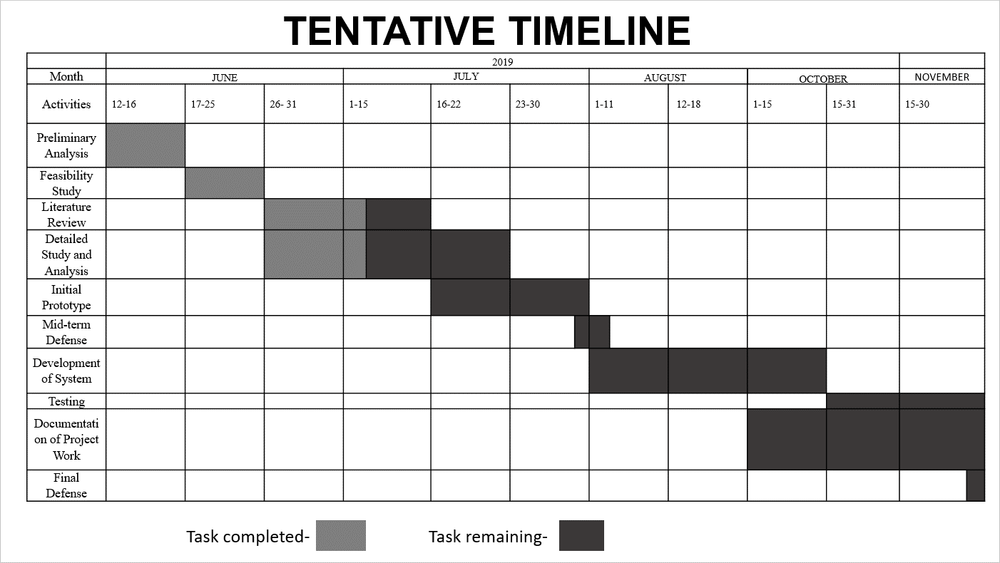 TENTATIVE TIMELINE
2019
Month JUNE JULY AUGUST OCTOBER NOVEMBER
Activities 12-16 17-25 26- 31 1-15 16-22 23-30 1-11 12-18 1-15 15-31 15-30
Preliminary
Analysis
Feasibility
Study
Literature
Review
Detailed
Study and
Analysis
Initial
Prototype
Mid-term
Defense
Development
of System
Testing
Documentati
on of Project
Work
Final
Defense
Task completed- Task remaining-